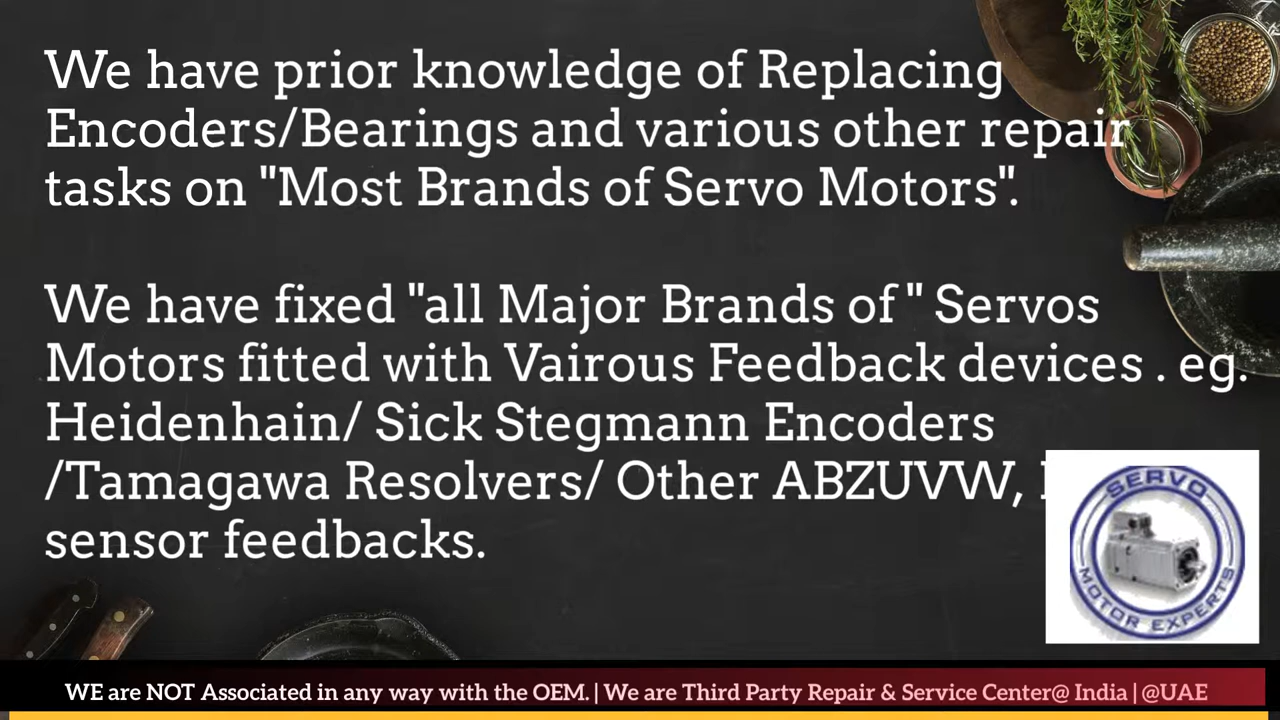 We have prior knowledge of Replacing
Encoders/Bearings and various other repair
tasks on "Most Brands of Servo Motors".
We have fixed "all Major Brands of " Servos
Motors fitted with Vairous Feedback devices . eg.
Heidenhain/ Sick Stegmann Encoders
/Tamagawa Resolvers/ Other ABZUVW,
sensor feedbacks.
SERVO
MOTOR EXPERTS
WE are NOT Associated in any way with the OEM. | We are Third Party Repair & Service Center@ India | @UAE